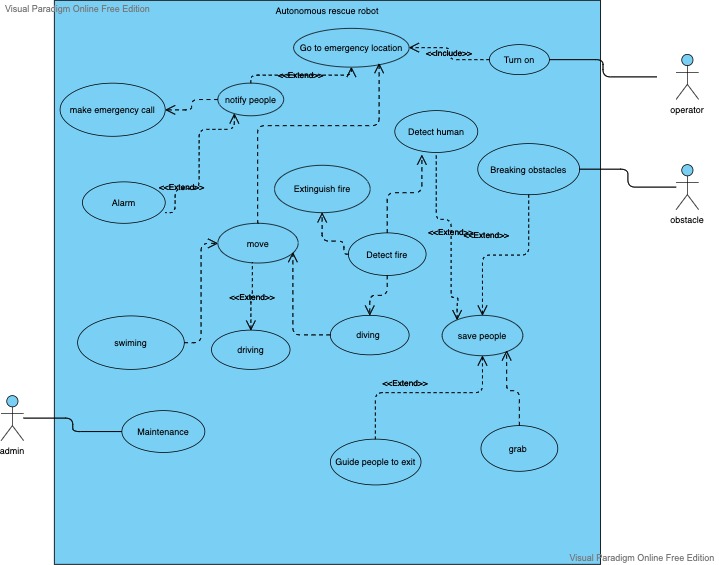 Visual Paradigm Online Free Edition
Autonomous rescue robot
Go to emergency location
<<Include>>
Turn on
<<Extend>>
operator
make emergency call
notify people
Detect human
Breaking obstacles
<<Extend>>
Extinguish fire
Alarm
obstacle
<<Extend>>
<<Extend>>
move
Detect fire
<<Extend>>
swiming
driving
diving
save people
<<Extend>>
admin
Maintenance
Guide people to exit
grab
Visual Paradigm Online Free Edition